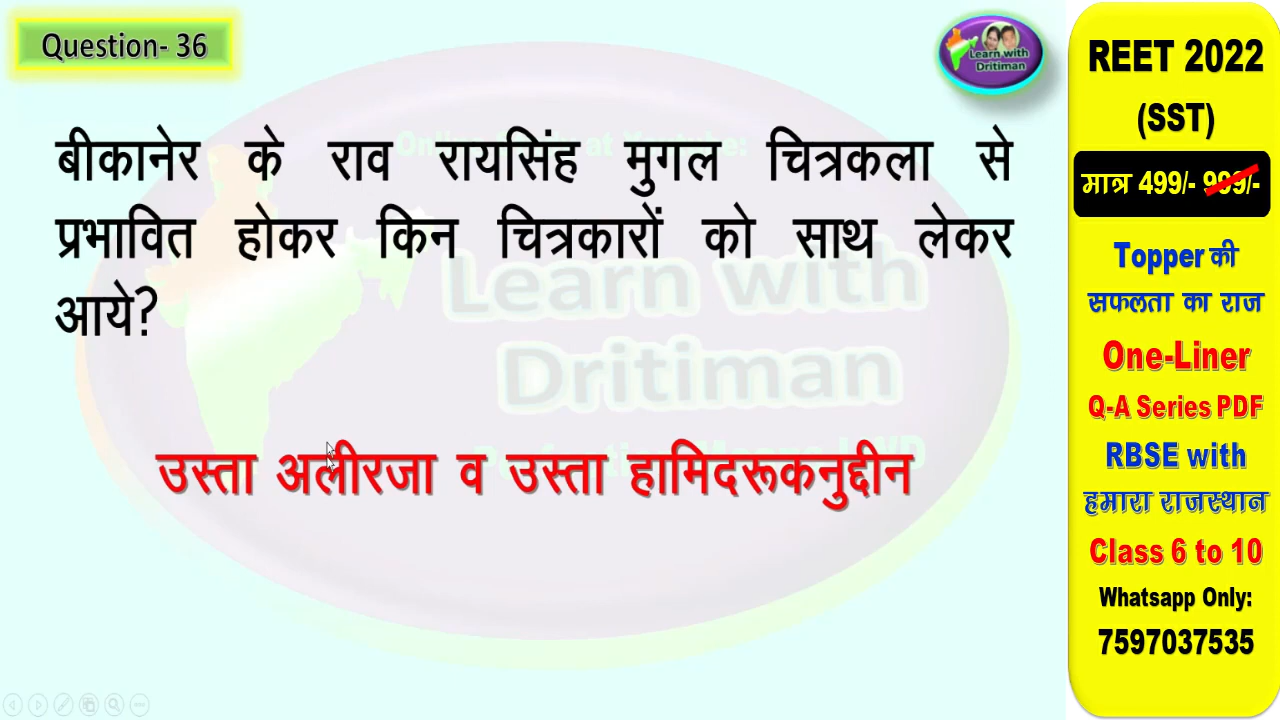 Question- 36
Learn with
Dritiman
बीकानेर के राव रायसिंह मुगल चित्रकला से
प्रभावित होकर किन चित्रकारों को साथ लेकर
आये?
Learn with
Dritiman
उस्ता अलीरजा व उस्ता हामिदरूकनुद्दीन
REET 2022
(SST)
मात्र 499/- 999/-
Topper की
सफलता का राज
One-Liner
Q-A Series PDF
RBSE with
हमारा राजस्थान
Class 6 to 10
Whatsapp Only:
7597037535